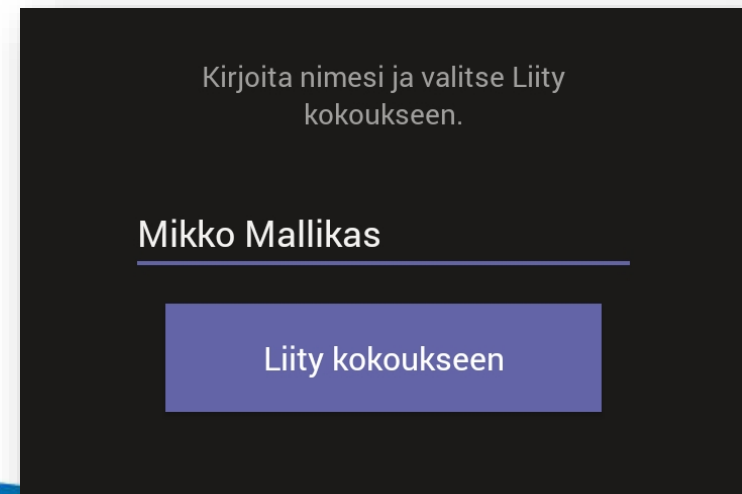 Kirjoita nimesi ja valitse Liity
kokoukseen.
Mikko Mallikas
Liity kokoukseen